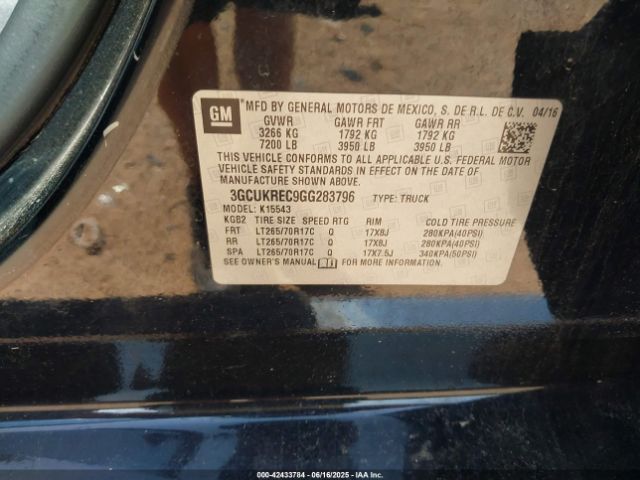 GM MFD BY GENERAL MOTORS DE MEXICO, S. DE R.L. DE C.V. 04/16
GVWR GAWR FRT GAWR RR
3266 KG 1792 KG 1792 KG
7200 LB 3950 LB 3950 LB
THIS VEHICLE CONFORMS TO ALL APPLICABLE U.S. FEDERAL MOTOR
VEHICLE SAFETY STANDARDS IN EFFECT ON THE DATE OF
MANUFACTURE SHOWN ABOVE.
3GCUKREC9GG283796 TYPE: TRUCK
MODEL: K15543
KGB2 TIRE SIZE SPEED RTG RIM COLD TIRE PRESSURE
FRT LT265/70R17C Q 17X8J 280KPA(40PSI)
RR LT265/70R17C Q 17X8J 280KPA(40PSI)
SPA LT265/70R17C Q 17X7.5J 340KPA(50PSI)
SEE OWNER'S MANUAL FOR MORE INFORMATION.
000-42433784 - 06/16/2025 - IAAI.COM